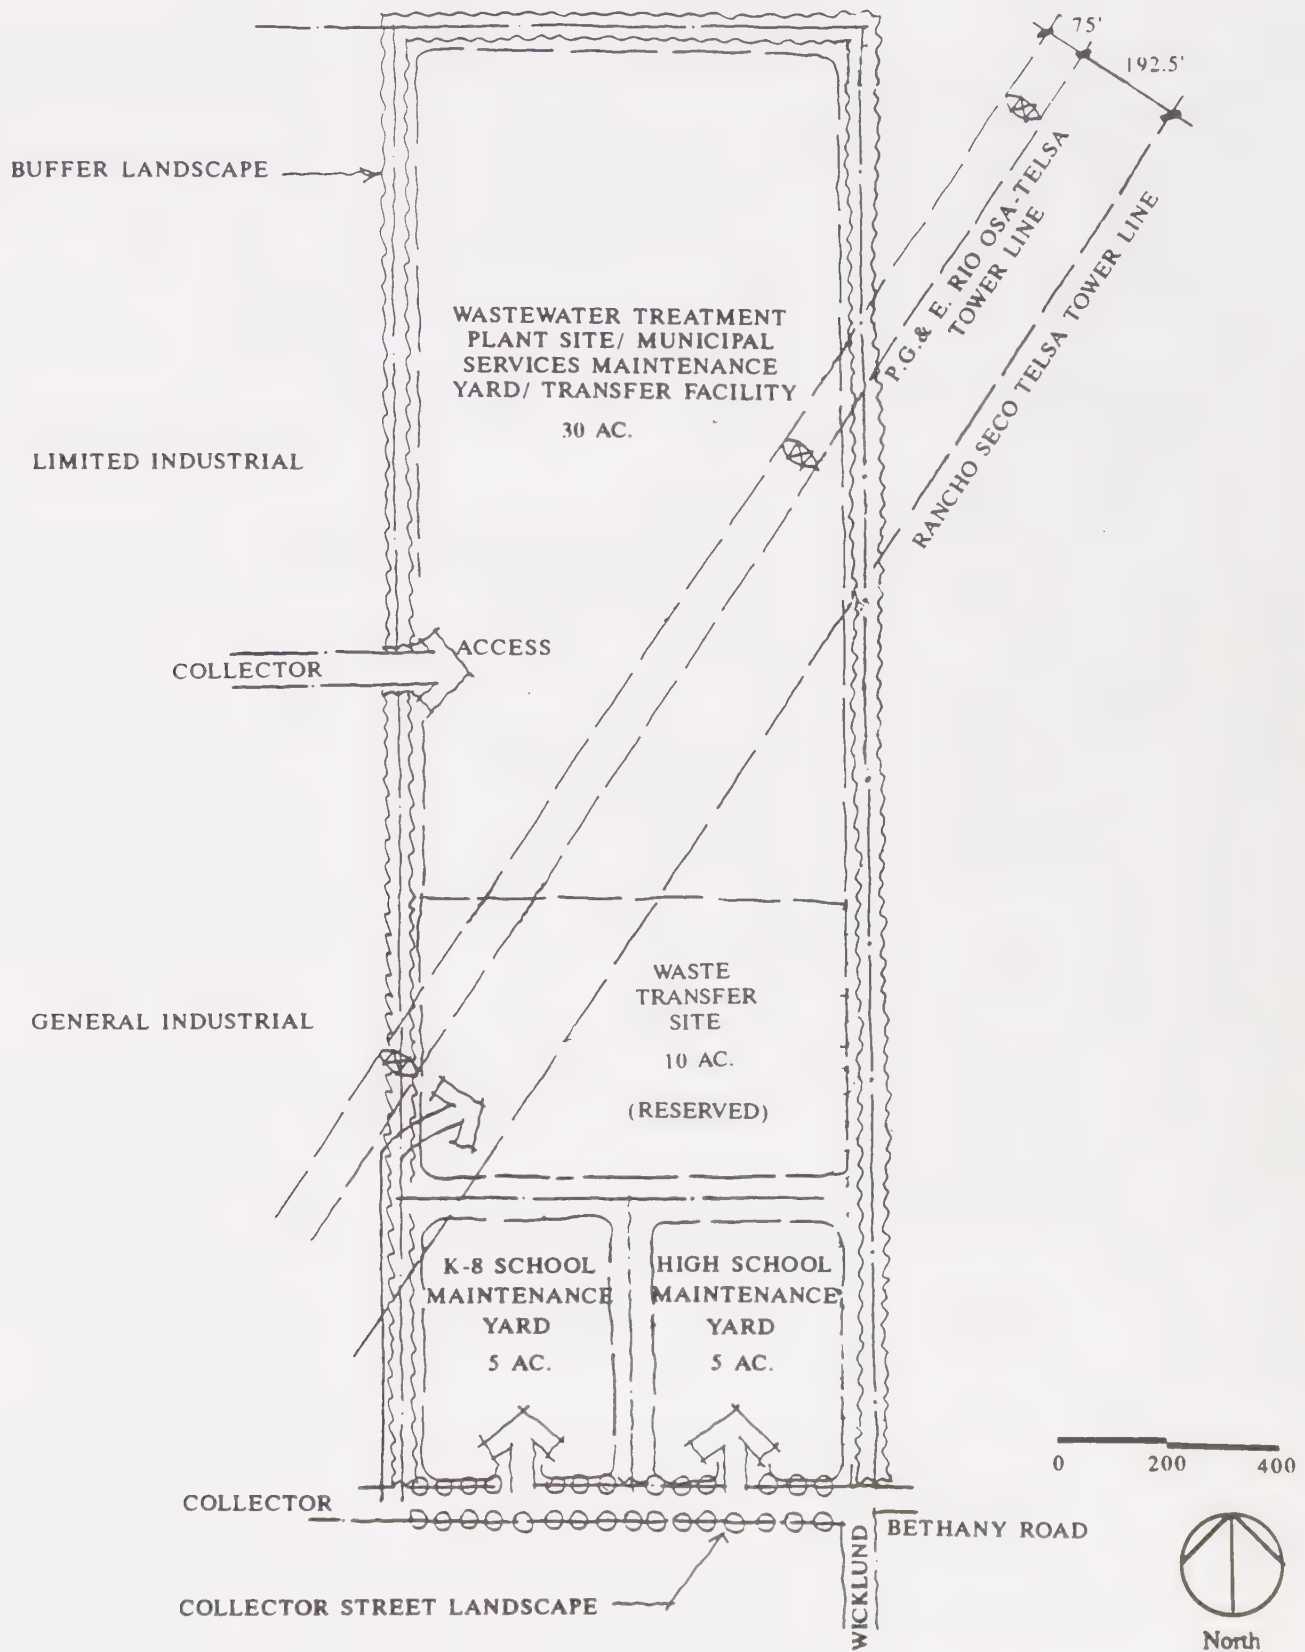 75'
192.5'
BUFFER LANDSCAPE
P.G.& E. RIO OSA-TELSA
TOWER LINE
RANCHO SECO TELSA TOWER LINE
WASTEWATER TREATMENT
PLANT SITE/ MUNICIPAL
SERVICES MAINTENANCE
YARD/ TRANSFER FACILITY
30 AC.
LIMITED INDUSTRIAL
ACCESS
COLLECTOR
WASTE
TRANSFER
SITE
10 AC.
(RESERVED)
GENERAL INDUSTRIAL
K-8 SCHOOL
MAINTENANCE
YARD
5 AC.
HIGH SCHOOL
MAINTENANCE
YARD
5 AC.
0 200 400
COLLECTOR
BETHANY ROAD
WICKLUND
COLLECTOR STREET LANDSCAPE
North